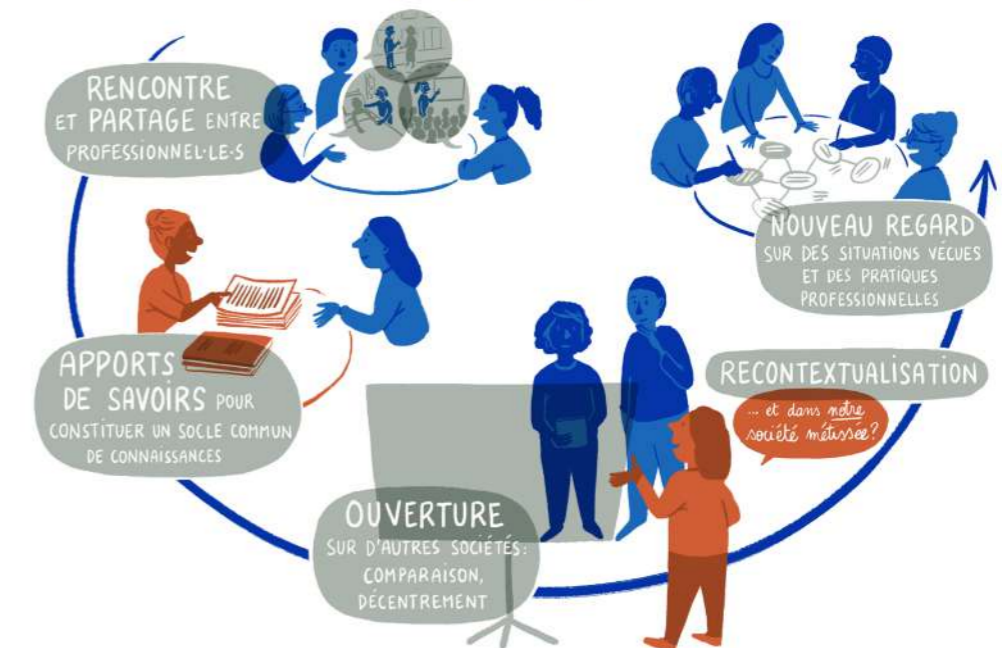 RENCONTRE
ET PARTAGE ENTRE
PROFESSIONNEL·LE·S
APPORTS
DE SAVOIRS POUR
CONSTITUER UN SOCLE COMMUN
DE CONNAISSANCES
OUVERTURE
SUR D'AUTRES SOCIÉTÉS:
COMPARAISON,
DÉCENTREMENT
RECONTEXTUALISATION
... et dans notre
société métissée?
NOUVEAU REGARD
SUR DES SITUATIONS VÉCUES
ET DES PRATIQUES
PROFESSIONNELLES